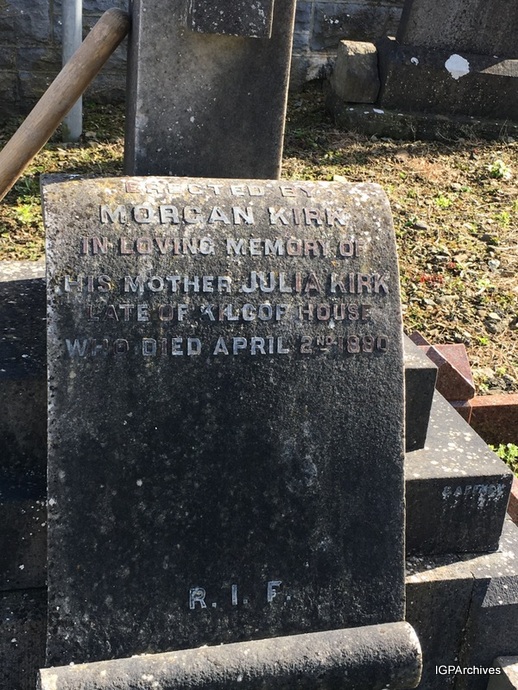 ERECTED BY
MORGAN KIRK
IN LOVING MEMORY OF
HIS MOTHER JULIA KIRK
LATE OF KILCOF HOUSE
WHO DIED APRIL 2ND 1890
R. I. P.
IGPArchives